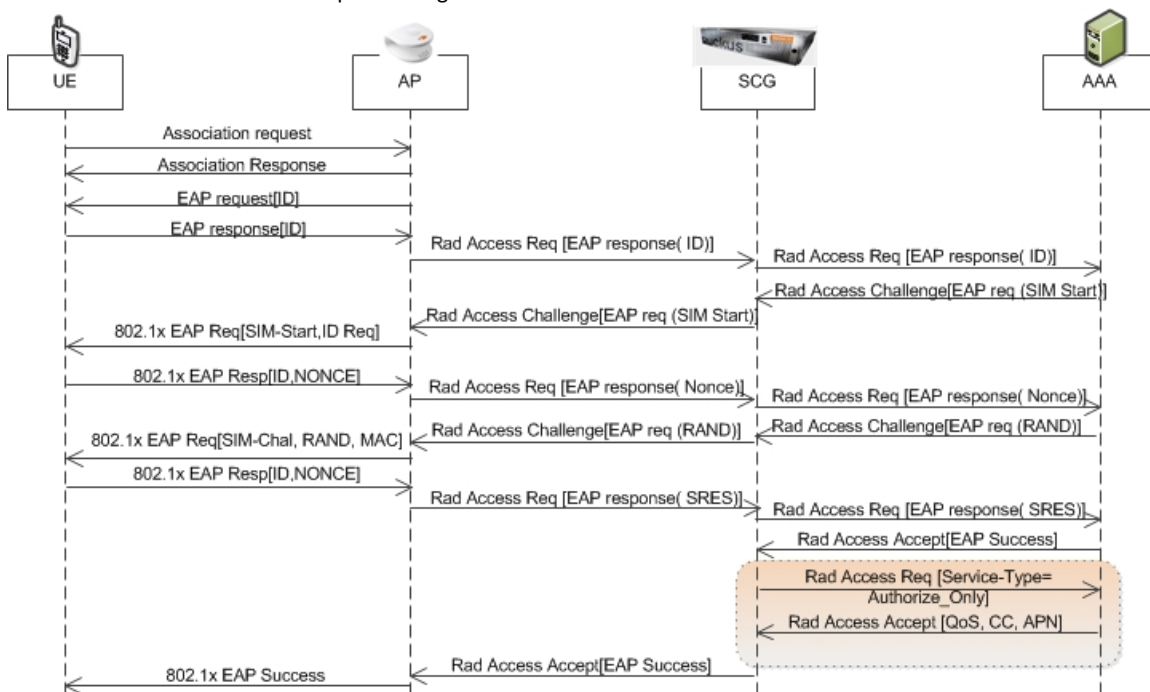 UE
AP
ruckus
SCG
AAA
Association request
Association Response
EAP request[ID]
EAP response[ID]
Rad Access Req [EAP response( ID)]
Rad Access Req [EAP response( ID)]
Rad Access Challenge[EAP req (SIM Start)]
Rad Access Challenge[EAP req (SIM Start)]
802.1x EAP Req[SIM-Start,ID Req]
802.1x EAP Resp[ID,NONCE]
Rad Access Req [EAP response( Nonce)]
Rad Access Req [EAP response( Nonce)]
Rad Access Challenge[EAP req (RAND)]
Rad Access Challenge[EAP req (RAND)]
802.1x EAP Req[SIM-Chal, RAND, MAC]
802.1x EAP Resp[ID,NONCE]
Rad Access Req [EAP response( SRES)]
Rad Access Req [EAP response( SRES)]
Rad Access Accept[EAP Success]
Rad Access Req [Service-Type=
Authorize_Only]
Rad Access Accept [QoS, CC, APN]
Rad Access Accept[EAP Success]
802.1x EAP Success